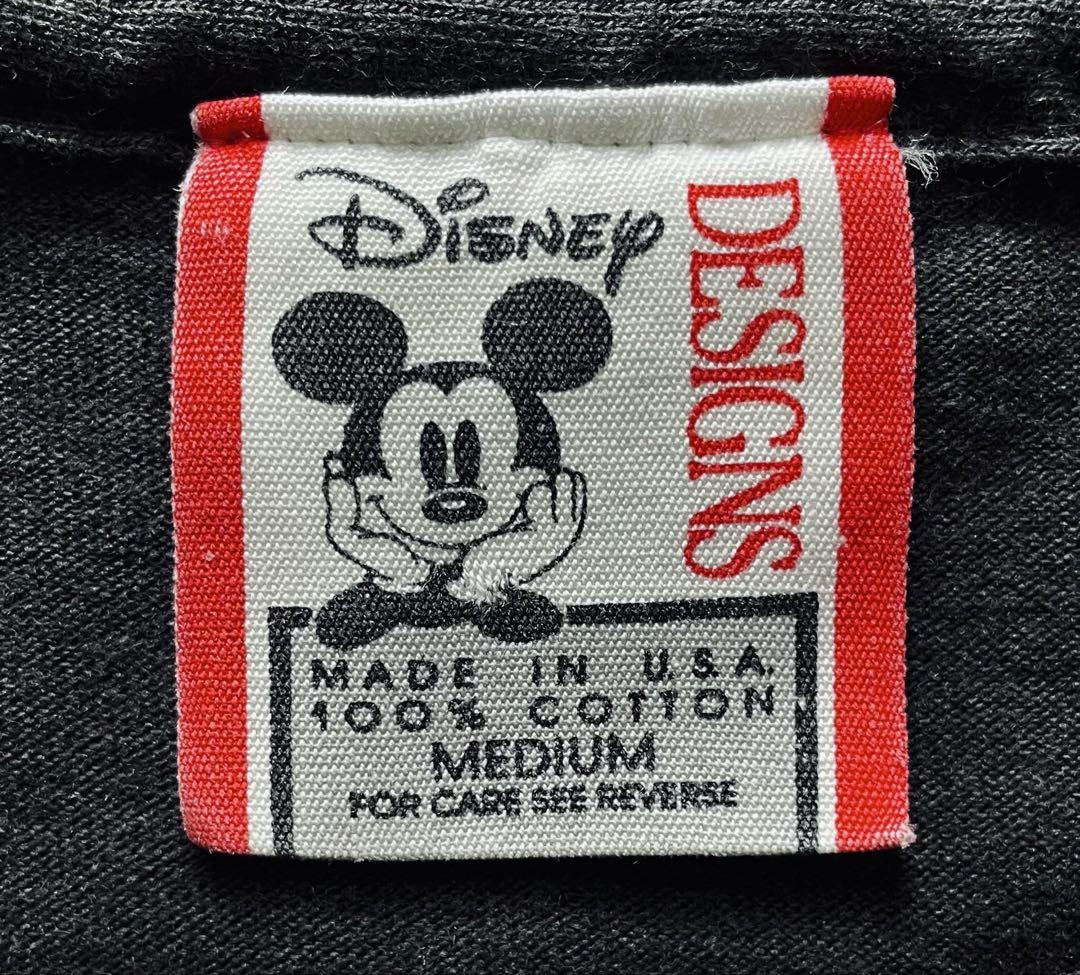 Disney
DESIGNS
MADE IN U.S.A.
100% COTTON
MEDIUM
FOR CARE SEE REVERSE